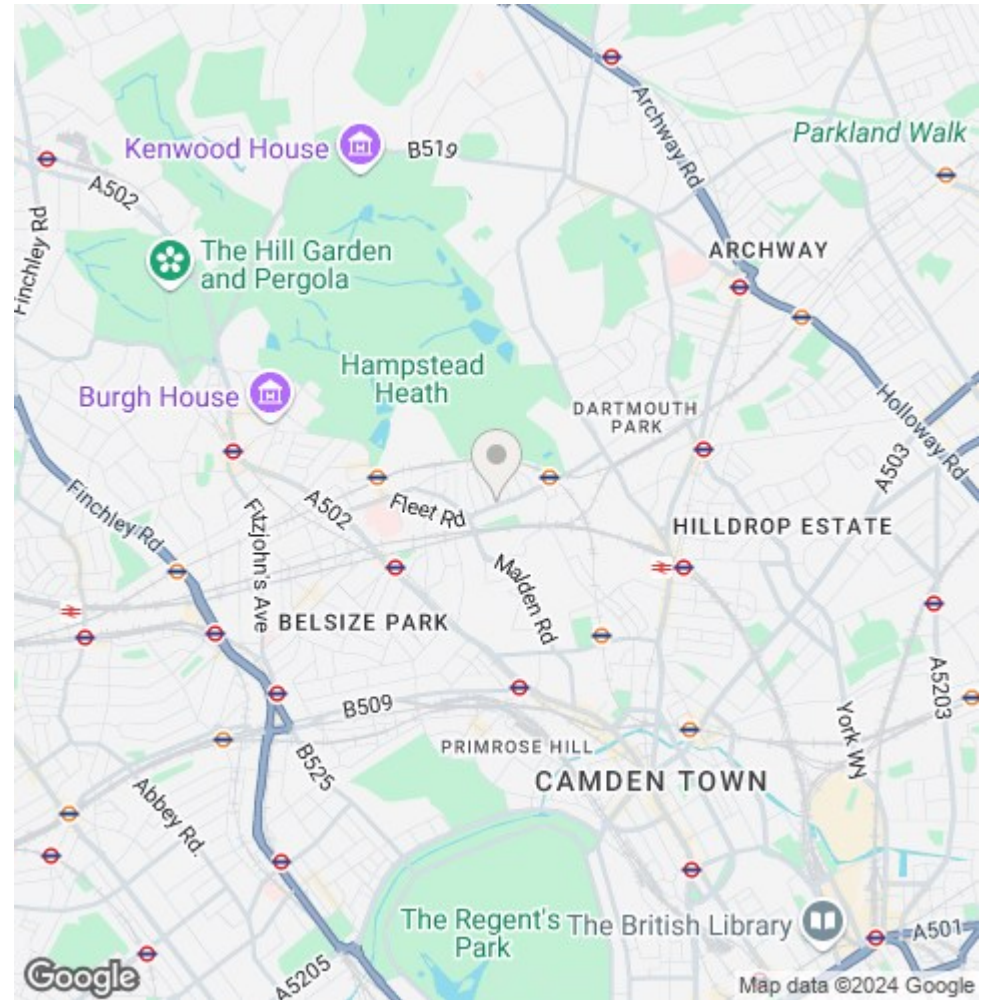 Archway Rd
Parkland Walk
Kenwood House
B519
A502
Finchley Rd
The Hill Garden
and Pergola
ARCHWAY
Hampstead
Heath
Burgh House
DARTMOUTH
PARK
Holloway Rd
A503
A502
Fleet Rd
Finchley Rd
Fitzjohn's Ave
HILLDROP ESTATE
Malden Rd
BELSIZE PARK
A5203
B509
York Wy
PRIMROSE HILL
B525
CAMDEN TOWN
Abbey Rd.
The Regent's
Park
The British Library
A501
A5205
Google
Map data ©2024 Google